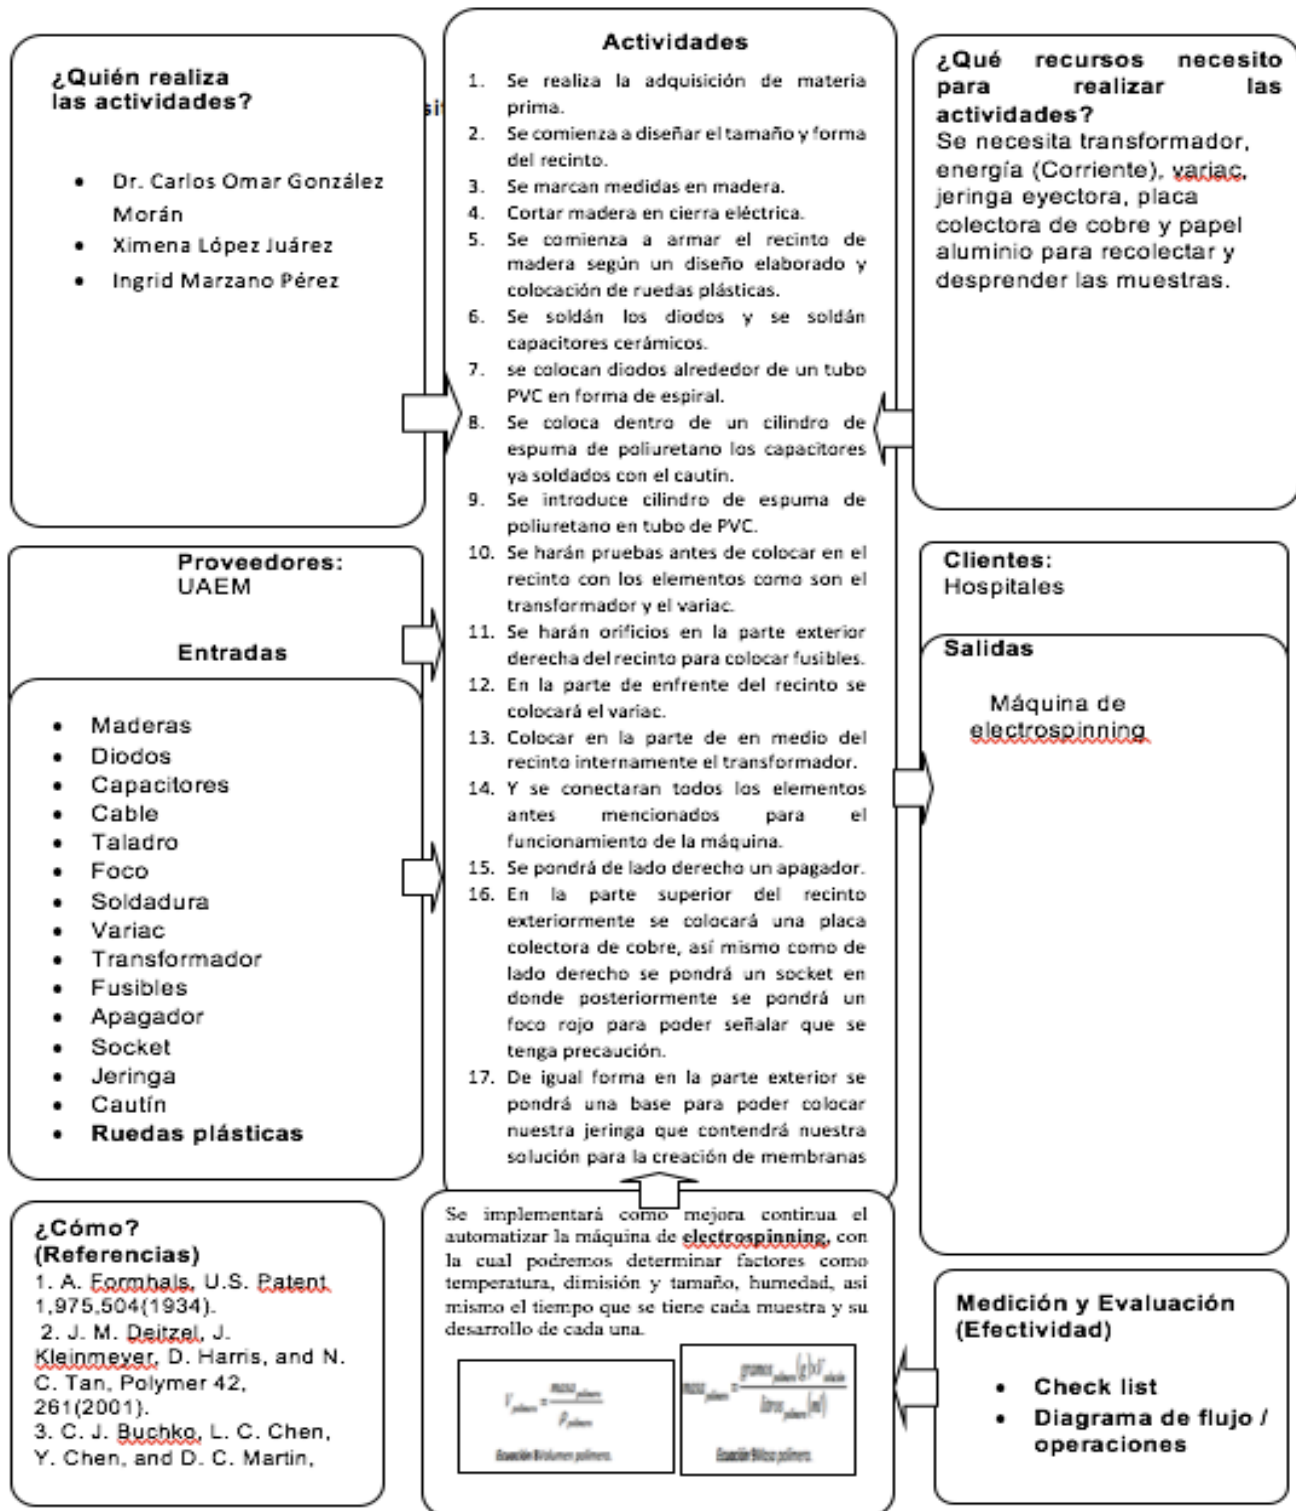 ¿Quién realiza
las actividades?
• Dr. Carlos Omar González
Morán
• Ximena López Juárez
• Ingrid Marzano Pérez
Actividades
1. Se realiza la adquisición de materia
prima.
2. Se comienza a diseñar el tamaño y forma
del recinto.
3. Se marcan medidas en madera.
4. Cortar madera en cierra eléctrica.
5. Se comienza a armar el recinto de
madera según un diseño elaborado y
colocación de ruedas plásticas.
6. Se soldán los diodos y se soldán
capacitores cerámicos.
7. se colocan diodos alrededor de un tubo
PVC en forma de espiral.
8. Se coloca dentro de un cilindro de
espuma de poliuretano los capacitores
ya soldados con el cautín.
9. Se introduce cilindro de espuma de
poliuretano en tubo de PVC.
10. Se harán pruebas antes de colocar en el
recinto con los elementos como son el
transformador y el variac.
11. Se harán orificios en la parte exterior
derecha del recinto para colocar fusibles.
12. En la parte de enfrente del recinto se
colocará el variac.
13. Colocar en la parte de en medio del
recinto internamente el transformador.
14. Y se conectaran todos los elementos
antes mencionados para el
funcionamiento de la máquina.
15. Se pondrá de lado derecho un apagador.
16. En la parte superior del recinto
exteriormente se colocará una placa
colectora de cobre, así mismo como de
lado derecho se pondrá un socket en
donde posteriormente se pondrá un
foco rojo para poder señalar que se
tenga precaución.
17. De igual forma en la parte exterior se
pondrá una base para poder colocar
nuestra jeringa que contendrá nuestra
solución para la creación de membranas
¿Qué recursos necesito
para realizar las
actividades?
Se necesita transformador,
energía (Corriente), variac,
jeringa eyectora, placa
colectora de cobre y papel
aluminio para recolectar y
desprender las muestras.
Proveedores:
UAEM
Entradas
• Maderas
• Diodos
• Capacitores
• Cable
• Taladro
• Foco
• Soldadura
• Variac
• Transformador
• Fusibles
• Apagador
• Socket
• Jeringa
• Cautín
• Ruedas plásticas
Clientes:
Hospitales
Salidas
Máquina de
electrospinning
¿Cómo?
(Referencias)
1. A. Formhals, U.S. Patent
1,975,504(1934).
2. J. M. Deitzel, J.
Kleinmeyer, D. Harris, and N.
C. Tan, Polymer 42,
261(2001).
3. C. J. Buchko, L. C. Chen,
Y. Chen, and D. C. Martin,
Se implementará como mejora continua el
automatizar la máquina de electrospinning, con
la cual podremos determinar factores como
temperatura, dimisión y tamaño, humedad, asi
mismo el tiempo que se tiene cada muestra y su
desarrollo de cada una.
V polímero = masa polímero / ρ polímero
Volumen polímero.
masa polímero = gramos polímero (g)×V / litros polímero (ml)
Masa polímero.
Medición y Evaluación
(Efectividad)
• Check list
• Diagrama de flujo /
operaciones